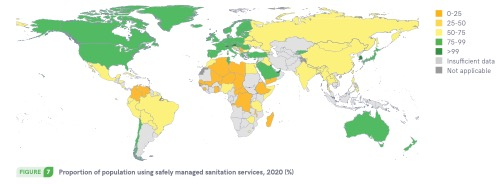 0-25
25-50
50-75
75-99
>99
Insufficient data
Not applicable
FIGURE 7 Proportion of population using safely managed sanitation services, 2020 (%)